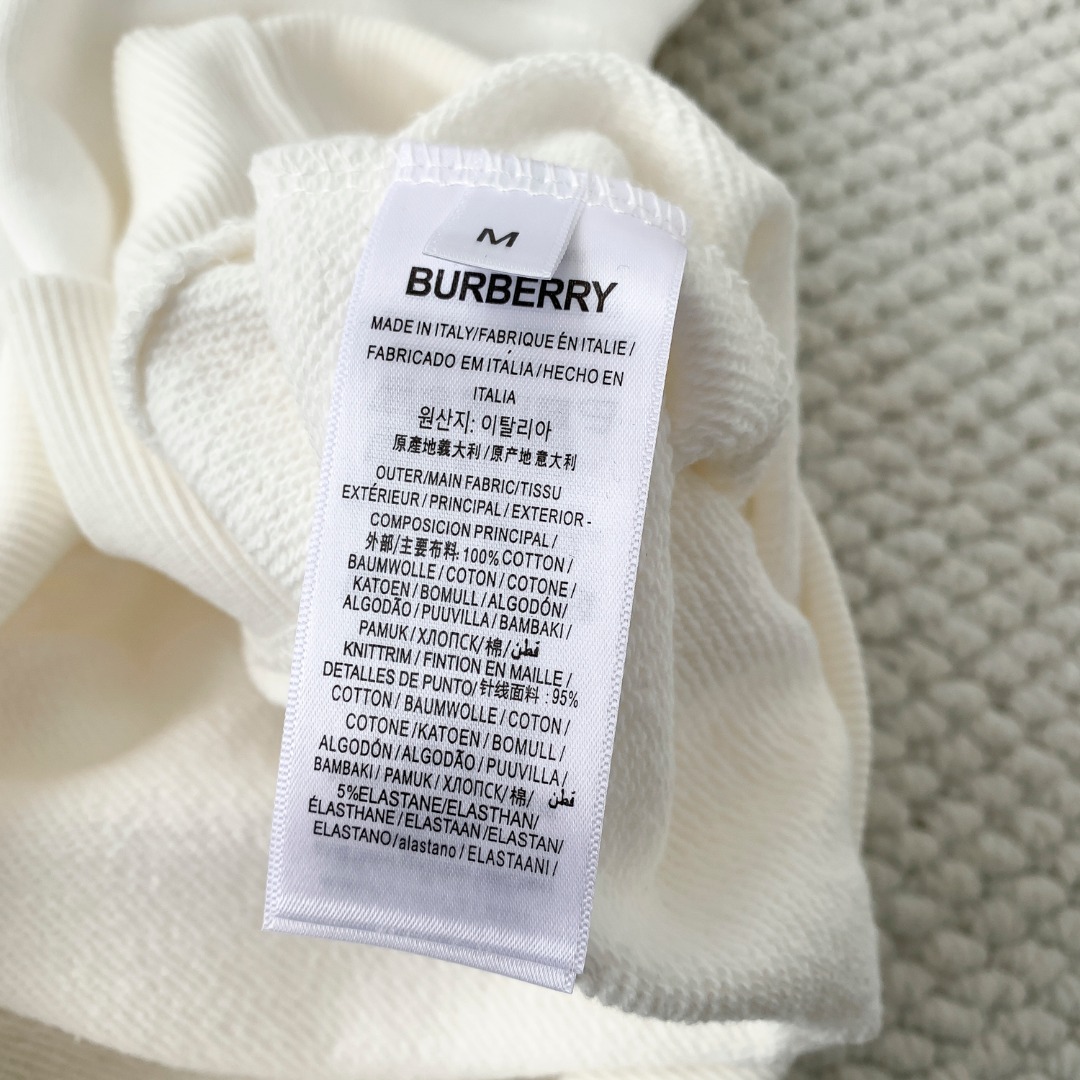 M
BURBERRY
MADE IN ITALY/FABRIQUE ÉN ITALIE/
FABRICADO EM ITÁLIA/HECHO EN
ITALIA
원산지: 이탈리아
原產地義大利/原产地意大利
OUTER/MAIN FABRIC/TISSU
EXTÉRIEUR/PRINCIPAL/EXTERIOR-
COMPOSICION PRINCIPAL/
外部/主要布料:100% COTTON/
BAUMWOLLE/COTON/COTONE/
KATOEN/BOMULL/ALGODÓN/
ALGODÃO/PUUVILLA/BAMBAKI/
PAMUK/ХЛОПСК/棉/قطن
KNITTRIM/FINTION EN MAILLE/
DETALLES DE PUNTO/针线面料:95%
COTTON/BAUMWOLLE/COTON/
COTONE/KATOEN/BOMULL/
ALGODÓN/ALGODÃO/PUUVILLA/
BAMBAKI/PAMUK/ХЛОПСК/棉/ قطن
5%ELASTANE/ELASTHAN/
ÉLASTHANE/ELASTAAN/ELASTAN/
ELASTANO/alastano/ELASTAANI/